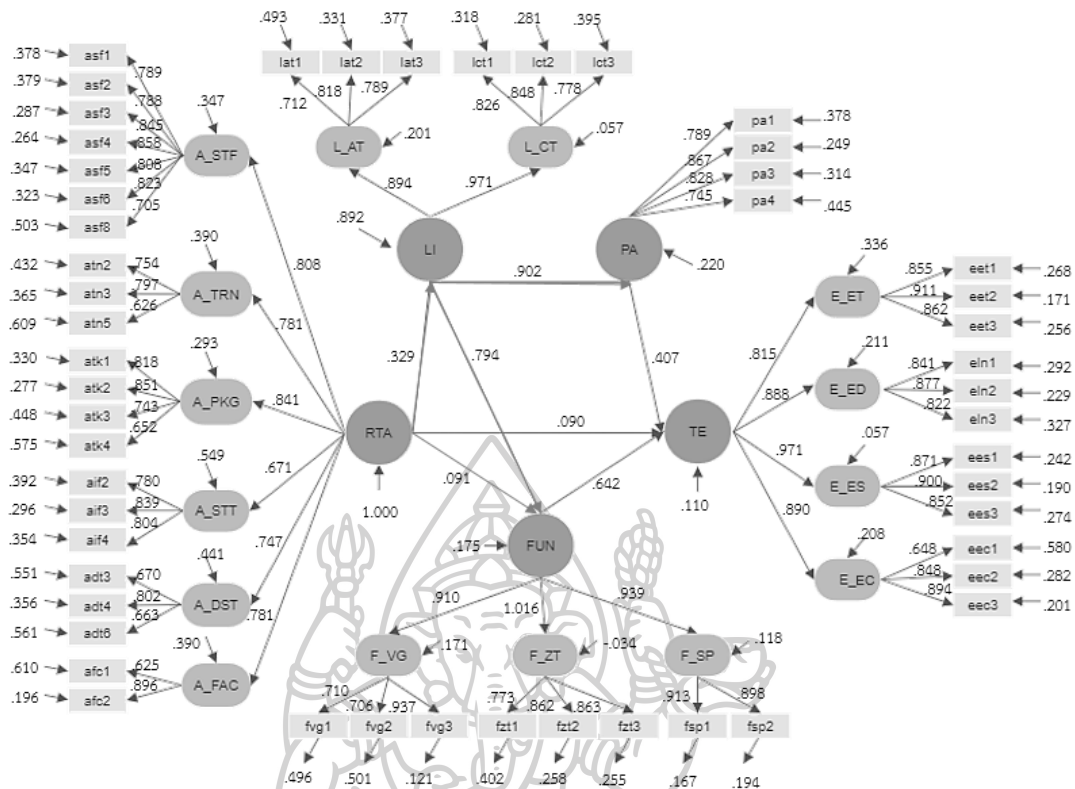 .493 .331 .377 .318 .281 .395
lat1 lat2 lat3 lct1 lct2 lct3
.712 .818 .789 .826 .848 .778
L_AT .201 L_CT .057
.894 .971
.892 LI PA .220
.902
.378 asf1 .789
.379 asf2 .788
.287 asf3 .845
.264 asf4 .858
.347 asf5 .808
.323 asf6 .823
.503 asf8 .705
.347
A_STF
.808
.432 atn2 .754
.365 atn3 .797
.609 atn5 .626
.390
A_TRN
.781
.330 atk1 .818
.277 atk2 .851
.448 atk3 .743
.575 atk4 .652
.293
A_PKG
.841
.392 aif2 .780
.296 aif3 .839
.354 aif4 .804
.549
A_STT
.671
.551 adt3 .670
.356 adt4 .802
.561 adt6 .663
.441
A_DST
.747
.610 afc1 .625
.196 afc2 .896
.390
A_FAC
.781
.789 pa1 .378
.867 pa2 .249
.828 pa3 .314
.745 pa4 .445
.329 .794 .407
RTA .090 TE
1.000 .091 .642 .110
.175 FUN
.910 1.016 .939
F_VG .171 F_ZT -.034 F_SP .118
.710 .706 .937 .773 .862 .863 .913 .898
fvg1 fvg2 fvg3 fzt1 fzt2 fzt3 fsp1 fsp2
.496 .501 .121 .402 .258 .255 .167 .194
.815
.336
E_ET
.855 eet1 .268
.911 eet2 .171
.862 eet3 .256
.888
.211
E_ED
.841 eln1 .292
.877 eln2 .229
.822 eln3 .327
.971
.057
E_ES
.871 ees1 .242
.900 ees2 .190
.852 ees3 .274
.890
.208
E_EC
.648 eec1 .580
.848 eec2 .282
.894 eec3 .201